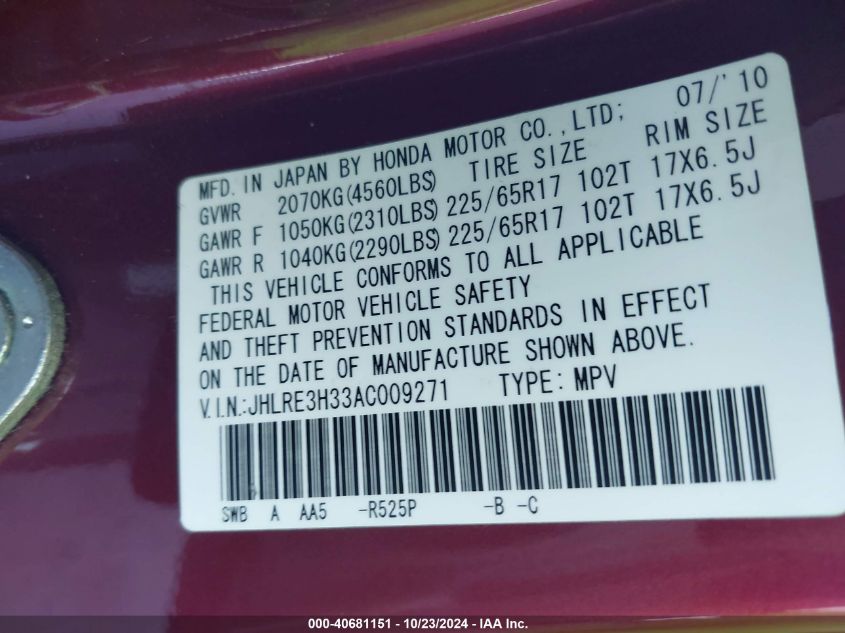 MFD. IN JAPAN BY HONDA MOTOR CO.,LTD; 07/'10
GVWR 2070KG(4560LBS) TIRE SIZE RIM SIZE
GAWR F 1050KG(2310LBS) 225/65R17 102T 17X6.5J
GAWR R 1040KG(2290LBS) 225/65R17 102T 17X6.5J
THIS VEHICLE CONFORMS TO ALL APPLICABLE
FEDERAL MOTOR VEHICLE SAFETY
AND THEFT PREVENTION STANDARDS IN EFFECT
ON THE DATE OF MANUFACTURE SHOWN ABOVE.
V.I.N.:JHLRE3H33AC009271 TYPE: MPV
SWB A AA5 -R525P -B -C
000-40681151 - 10/23/2024 - IAA Inc.